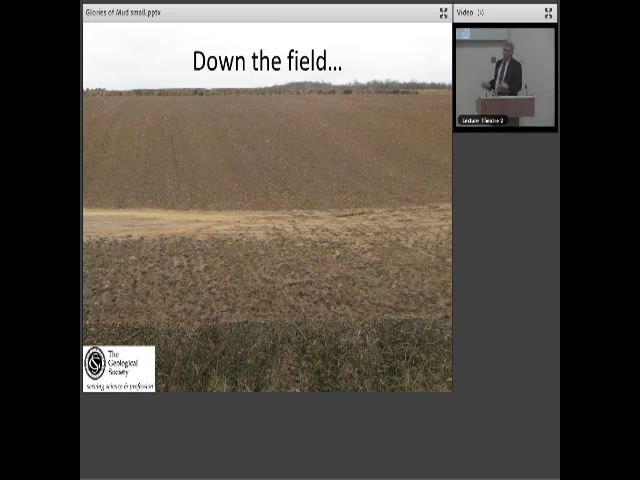 Glories of Mud small.pptx
Video
Down the field...
Lecture Theatre 2
The
Geological
Society
serving science & profession